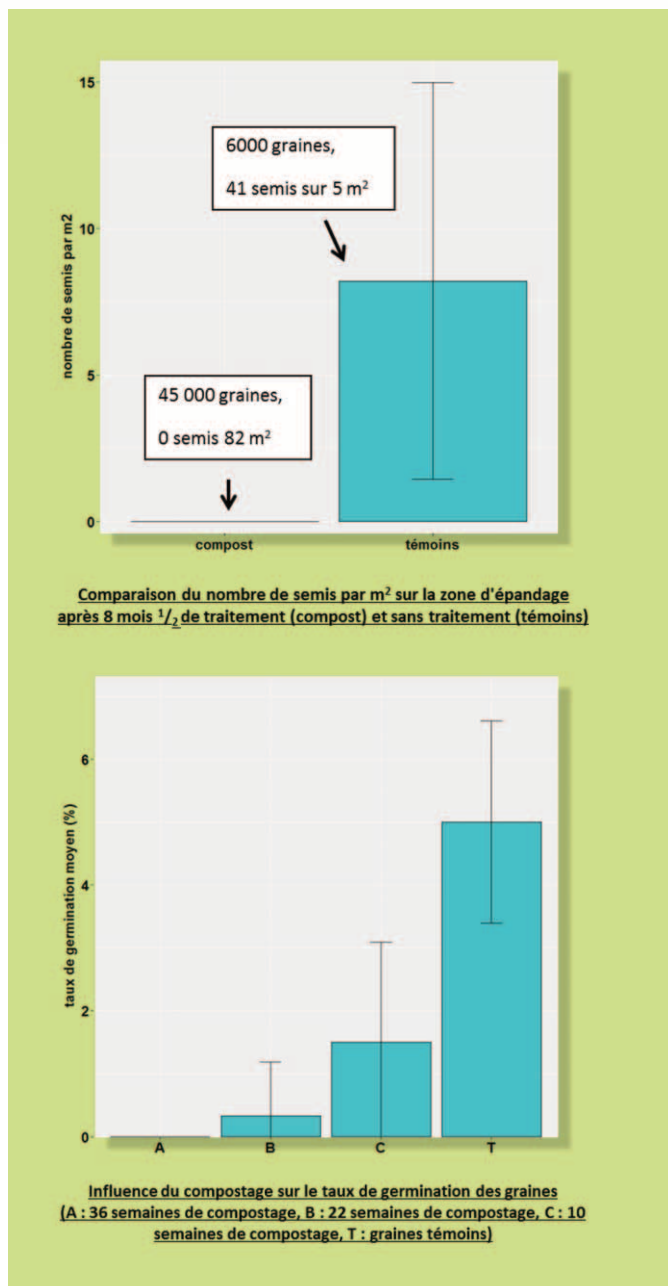 15
10
5
0
nombre de semis par m2
6000 graines,
41 semis sur 5 m²
45 000 graines,
0 semis 82 m²
compost
témoins
Comparaison du nombre de semis par m² sur la zone d'épandage
après 8 mois ½ de traitement (compost) et sans traitement (témoins)
6
4
2
0
taux de germination moyen (%)
A
B
C
T
Influence du compostage sur le taux de germination des graines
(A : 36 semaines de compostage, B : 22 semaines de compostage, C : 10
semaines de compostage, T : graines témoins)